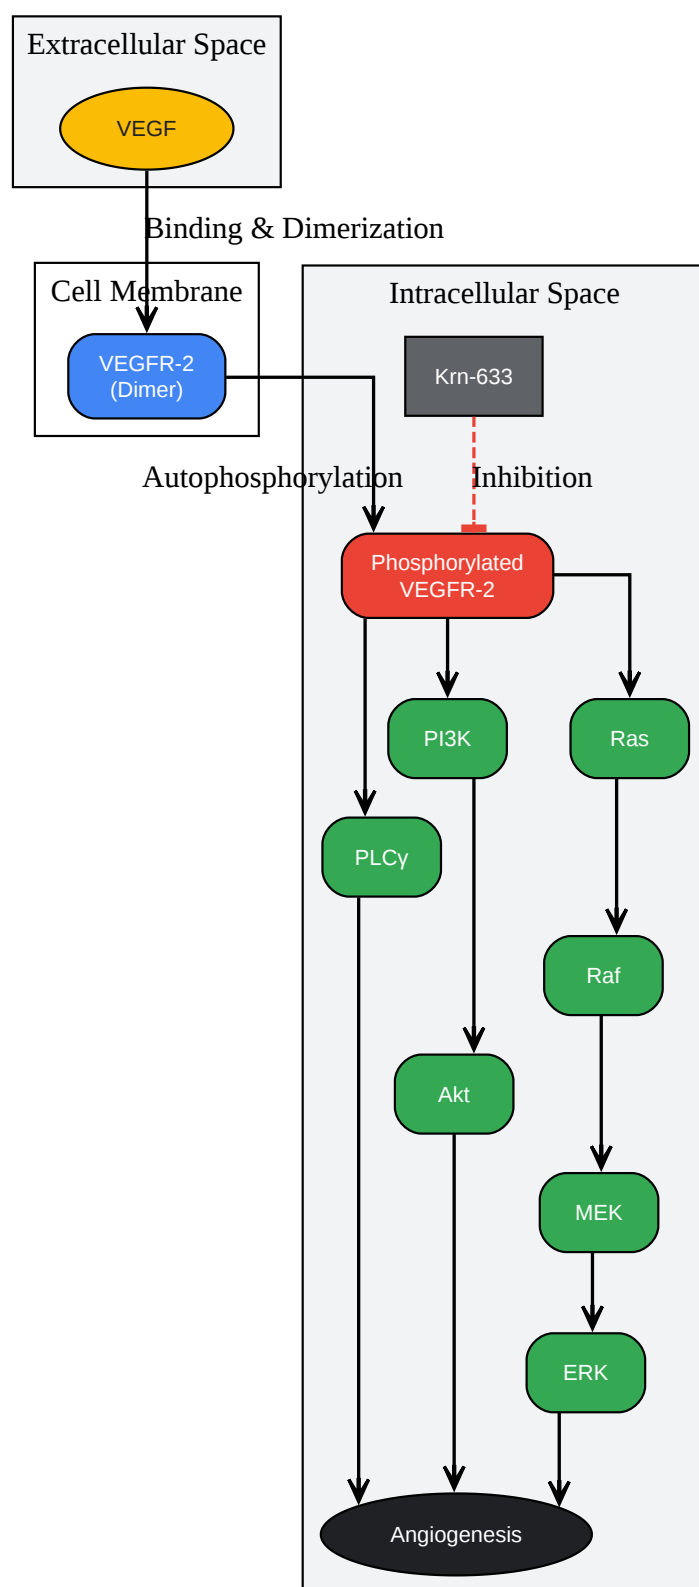 Extracellular Space
VEGF
Binding & Dimerization
Cell Membrane
VEGFR-2
(Dimer)
Intracellular Space
Krn-633
Autophosphorylation
Inhibition
Phosphorylated
VEGFR-2
PI3K
Ras
PLCγ
Raf
Akt
MEK
ERK
Angiogenesis